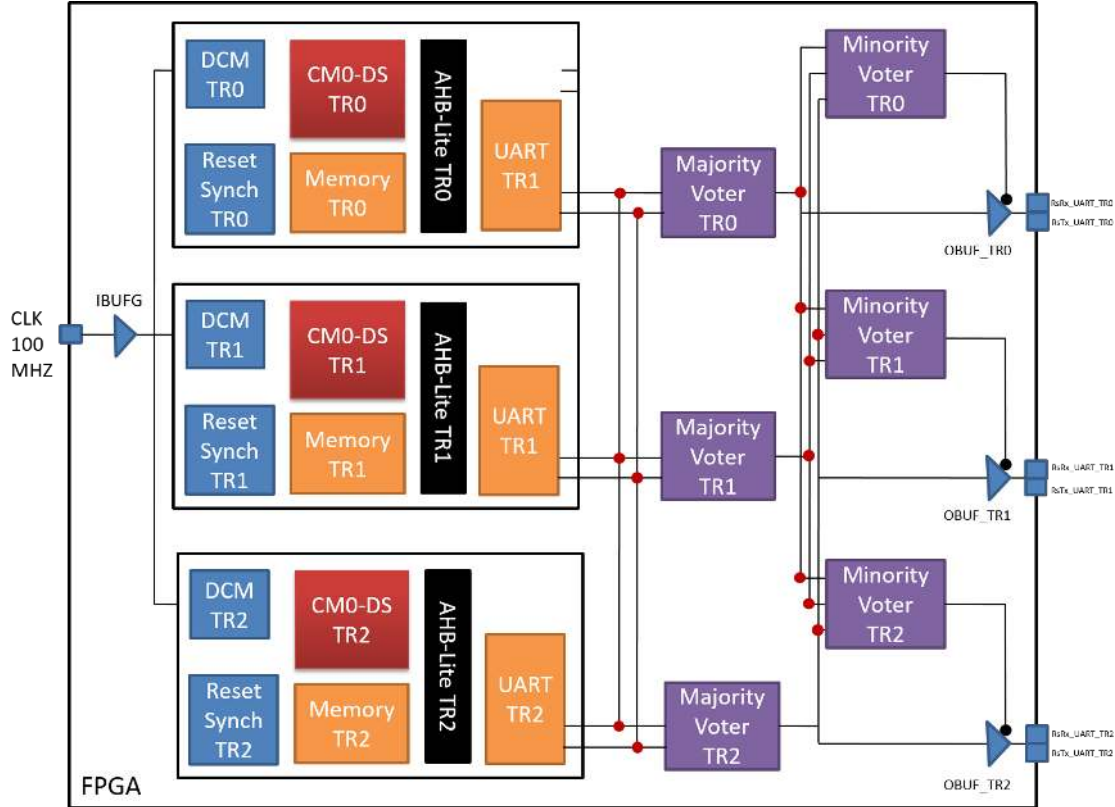 DCM
TR0
CM0-DS
TR0
AHB-Lite TR0
Reset
Synch
TR0
Memory
TR0
UART
TR1
Majority
Voter
TR0
Minority
Voter
TR0
OBUF_TR0
RsRx_UART_TR0
RsTx_UART_TR0
CLK
100
MHZ
IBUFG
DCM
TR1
CM0-DS
TR1
AHB-Lite TR1
Reset
Synch
TR1
Memory
TR1
UART
TR1
Majority
Voter
TR1
Minority
Voter
TR1
OBUF_TR1
RsRx_UART_TR1
RsTx_UART_TR1
DCM
TR2
CM0-DS
TR2
AHB-Lite TR2
Reset
Synch
TR2
Memory
TR2
UART
TR2
Majority
Voter
TR2
Minority
Voter
TR2
OBUF_TR2
RsRx_UART_TR2
RsTx_UART_TR2
FPGA